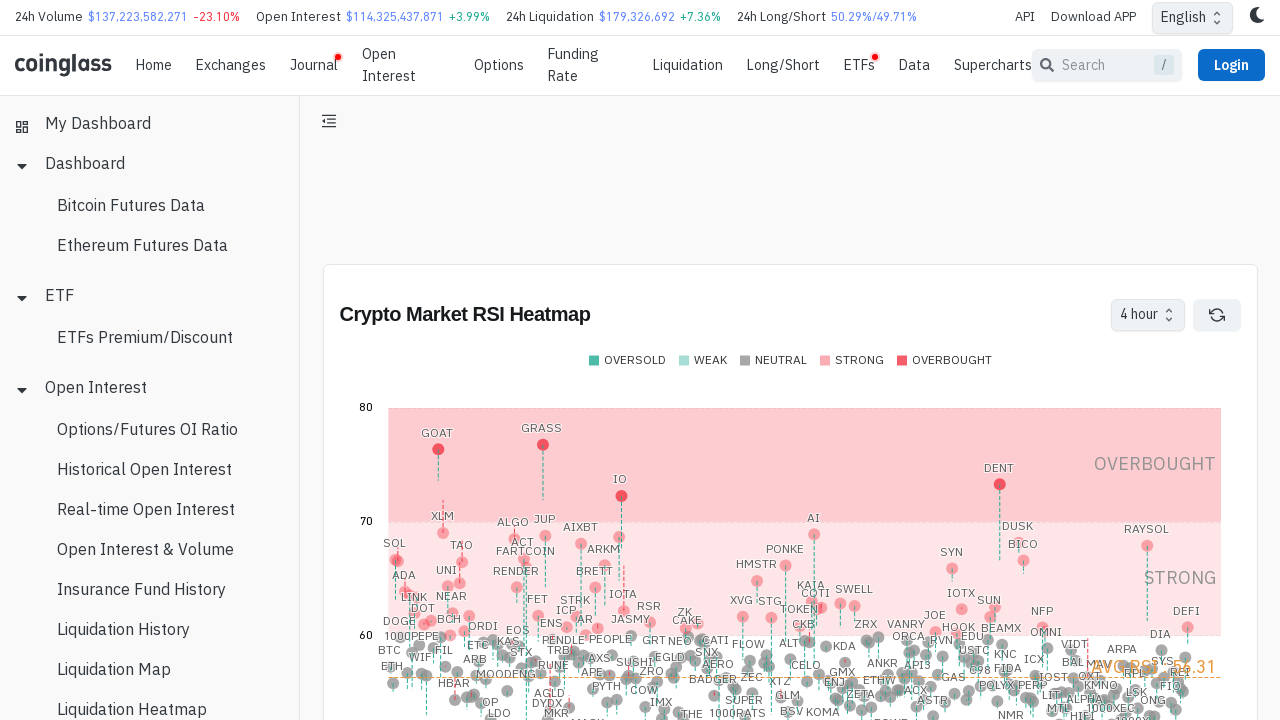 24h Volume $137,223,582,271 -23.10% Open Interest $114,325,437,871 +3.99% 24h Liquidation $179,326,692 +7.36% 24h Long/Short 50.29%/49.71% API Download APP English
coinglass Home Exchanges Journal Open Interest Options Funding Rate Liquidation Long/Short ETFs Data Supercharts Search / Login
My Dashboard
Dashboard
Bitcoin Futures Data
Ethereum Futures Data
ETF
ETFs Premium/Discount
Open Interest
Options/Futures OI Ratio
Historical Open Interest
Real-time Open Interest
Open Interest & Volume
Insurance Fund History
Liquidation History
Liquidation Map
Liquidation Heatmap
Crypto Market RSI Heatmap 4 hour
OVERSOLD WEAK NEUTRAL STRONG OVERBOUGHT
80
GOAT GRASS
OVERBOUGHT
IO DENT
70
XLM ALGO JUP AIXBT AI DUSK RAYSOL
SOL TAO ACT FARTCOIN ARKM PONKE SYN BICO
ADA UNI RENDER BRETT HMSTR STRONG
LINK NEAR FET STRK IOTA KATA COTI SWELL IOTX SUN
DOT ICP RSR XVG STG TOKEN JOE NFP DEFI
DOGE BCH ORDI EOS ENS AR JASMY ZK CAKE CKB ZRX VANRY HOOK BEAMX OMNI
60 1000PEPE KAS PENDLE PEOPLE GRT NEO CATI FLOW ALT KDA ORCA RVN EDU VIDT DIA
BTC WIF FIL ETC STX TRB SNX USTC KNC ARPA
ETH ARB RUNE AXS SUSHI EGLD AERO CELO ANKR API3 C98 FIDA ICX BAL MAV SYS
AVG RSI : 56.31
HBAR MOODENG APE ZRO BADGER ZEC XTZ GMX ENJ ETHW GAS POLYX PERP IOST OXT KMNO RPL RLC FIO
OP AGLD PYTH COW SUPER GLM ZETA ACX LIT ALPHA LSK
LDO DYDX MKR IMX THE 1000RATS BSV KOMA ASTR NMR MTL HIFI 1000XEC ONG